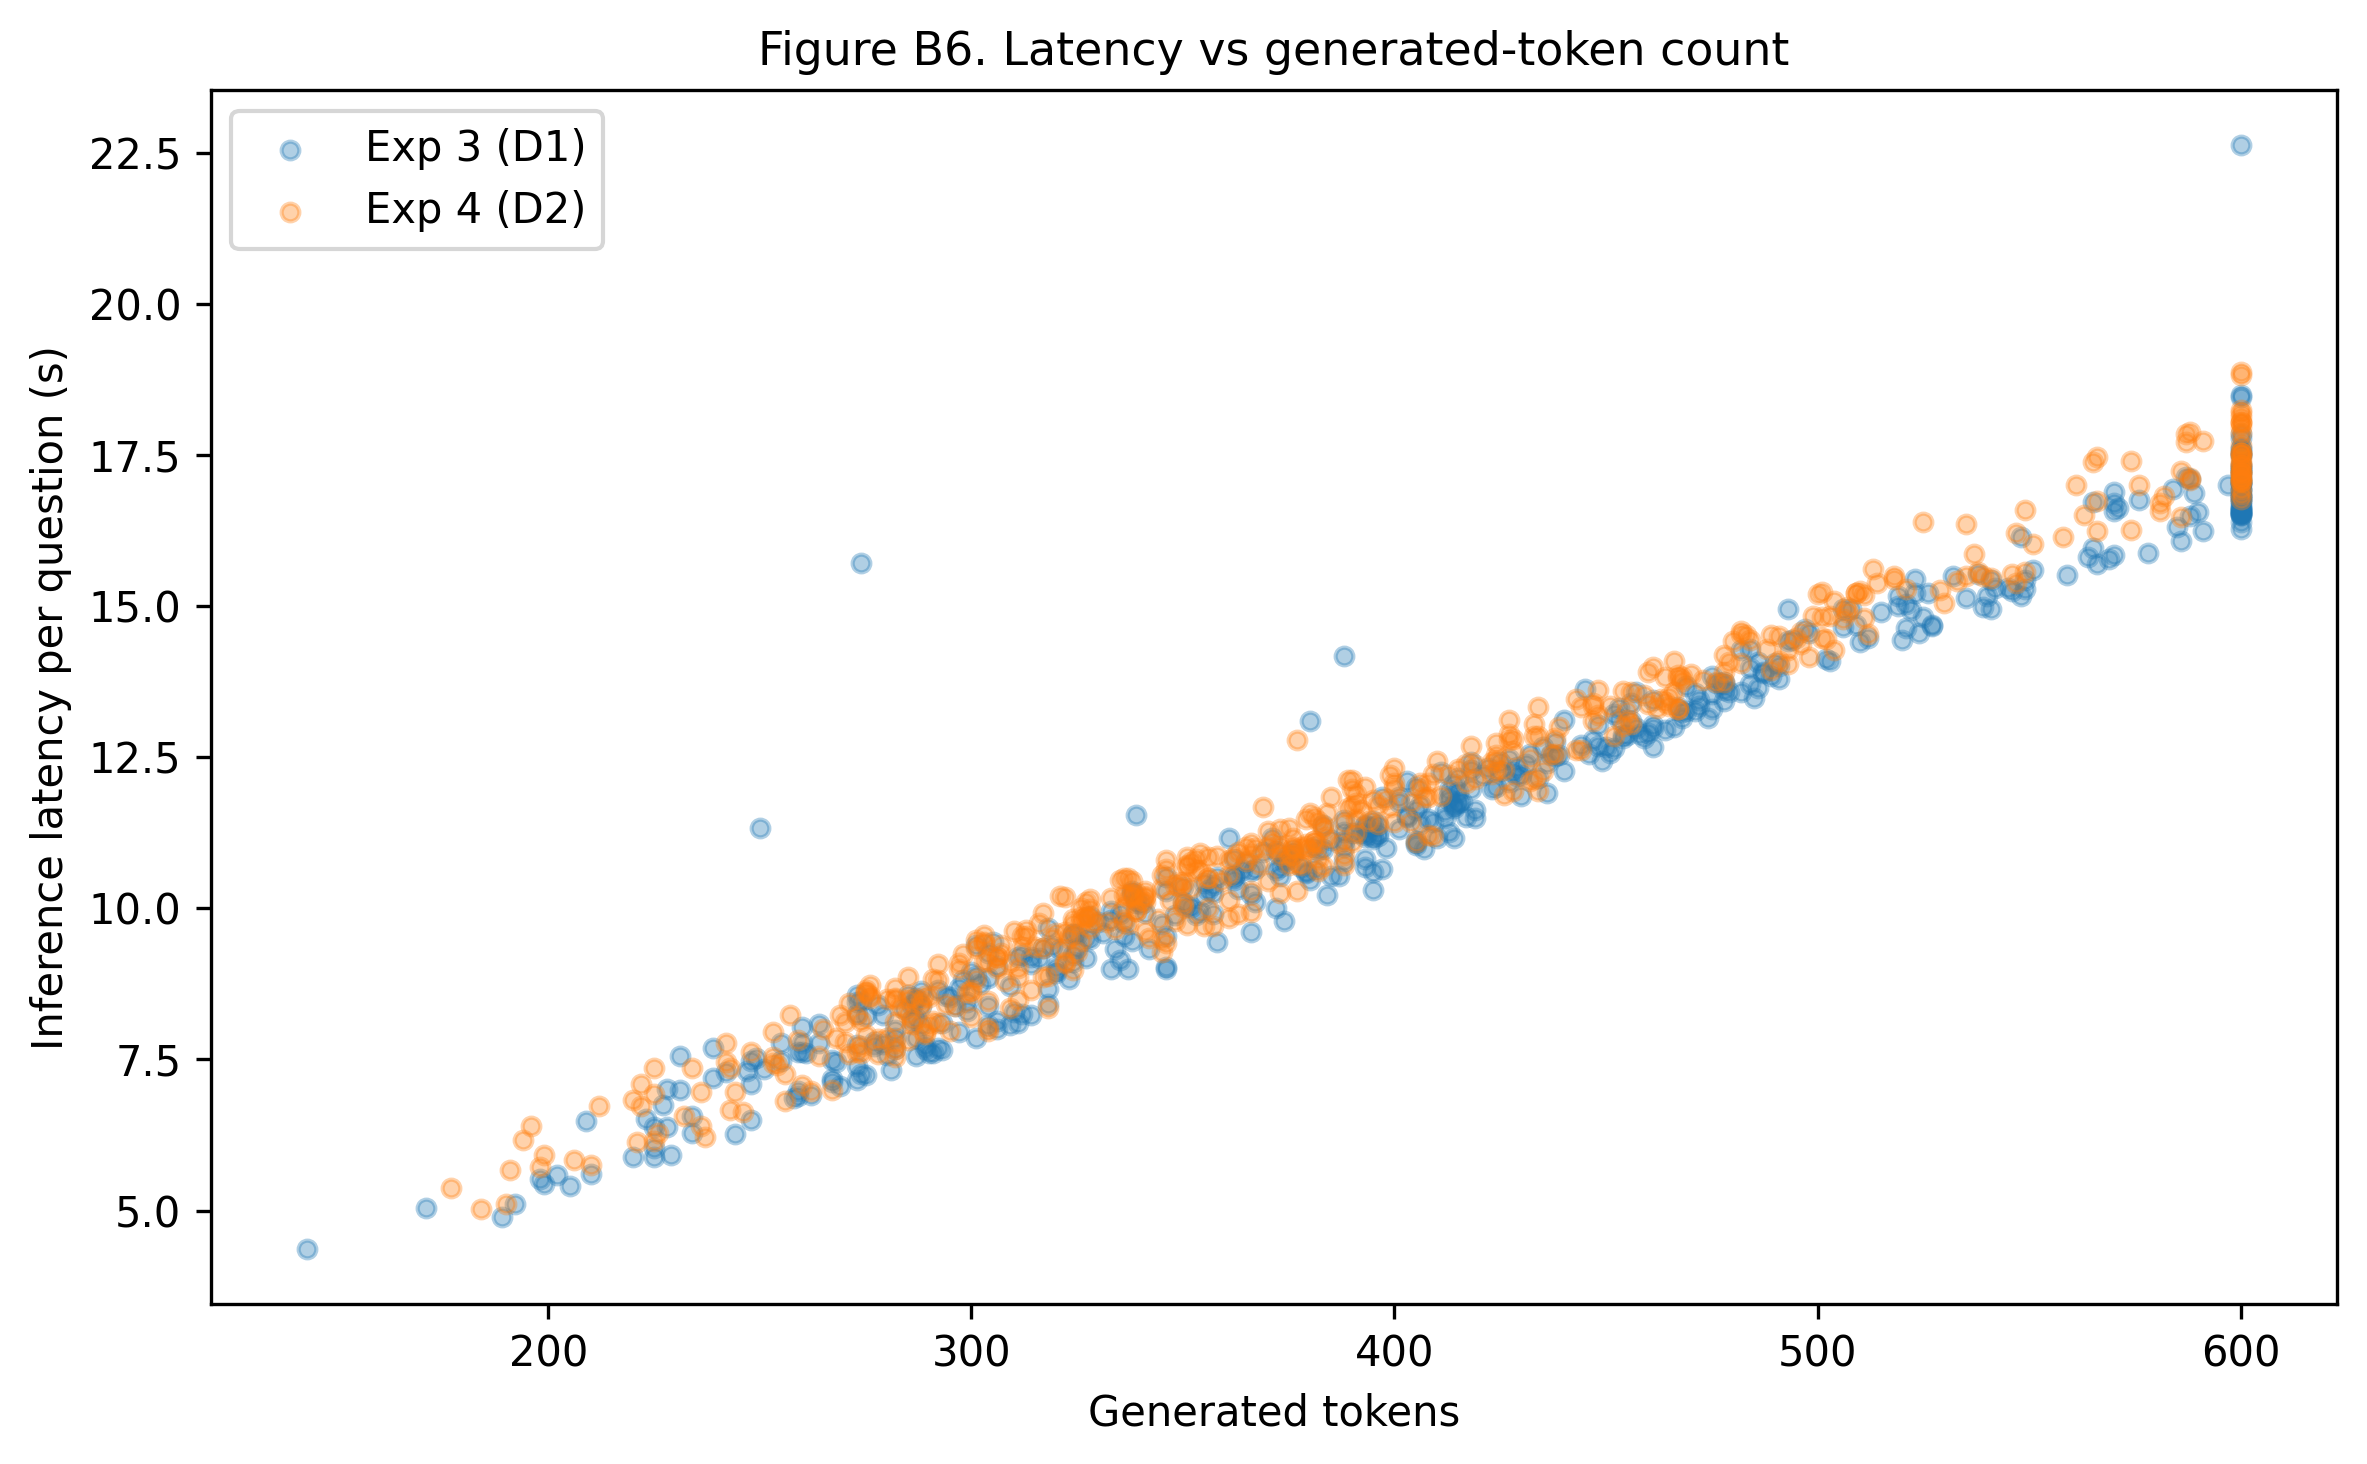 Figure B6. Latency vs generated-token count
Exp 3 (D1)
Exp 4 (D2)
Inference latency per question (s)
22.5
20.0
17.5
15.0
12.5
10.0
7.5
5.0
200
300
400
500
600
Generated tokens